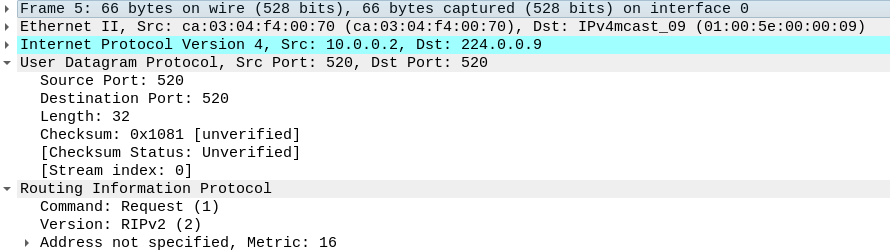 Frame 5: 66 bytes on wire (528 bits), 66 bytes captured (528 bits) on interface 0
Ethernet II, Src: ca:03:04:f4:00:70 (ca:03:04:f4:00:70), Dst: IPv4mcast_09 (01:00:5e:00:00:09)
Internet Protocol Version 4, Src: 10.0.0.2, Dst: 224.0.0.9
User Datagram Protocol, Src Port: 520, Dst Port: 520
Source Port: 520
Destination Port: 520
Length: 32
Checksum: 0x1081 [unverified]
[Checksum Status: Unverified]
[Stream index: 0]
Routing Information Protocol
Command: Request (1)
Version: RIPv2 (2)
Address not specified, Metric: 16